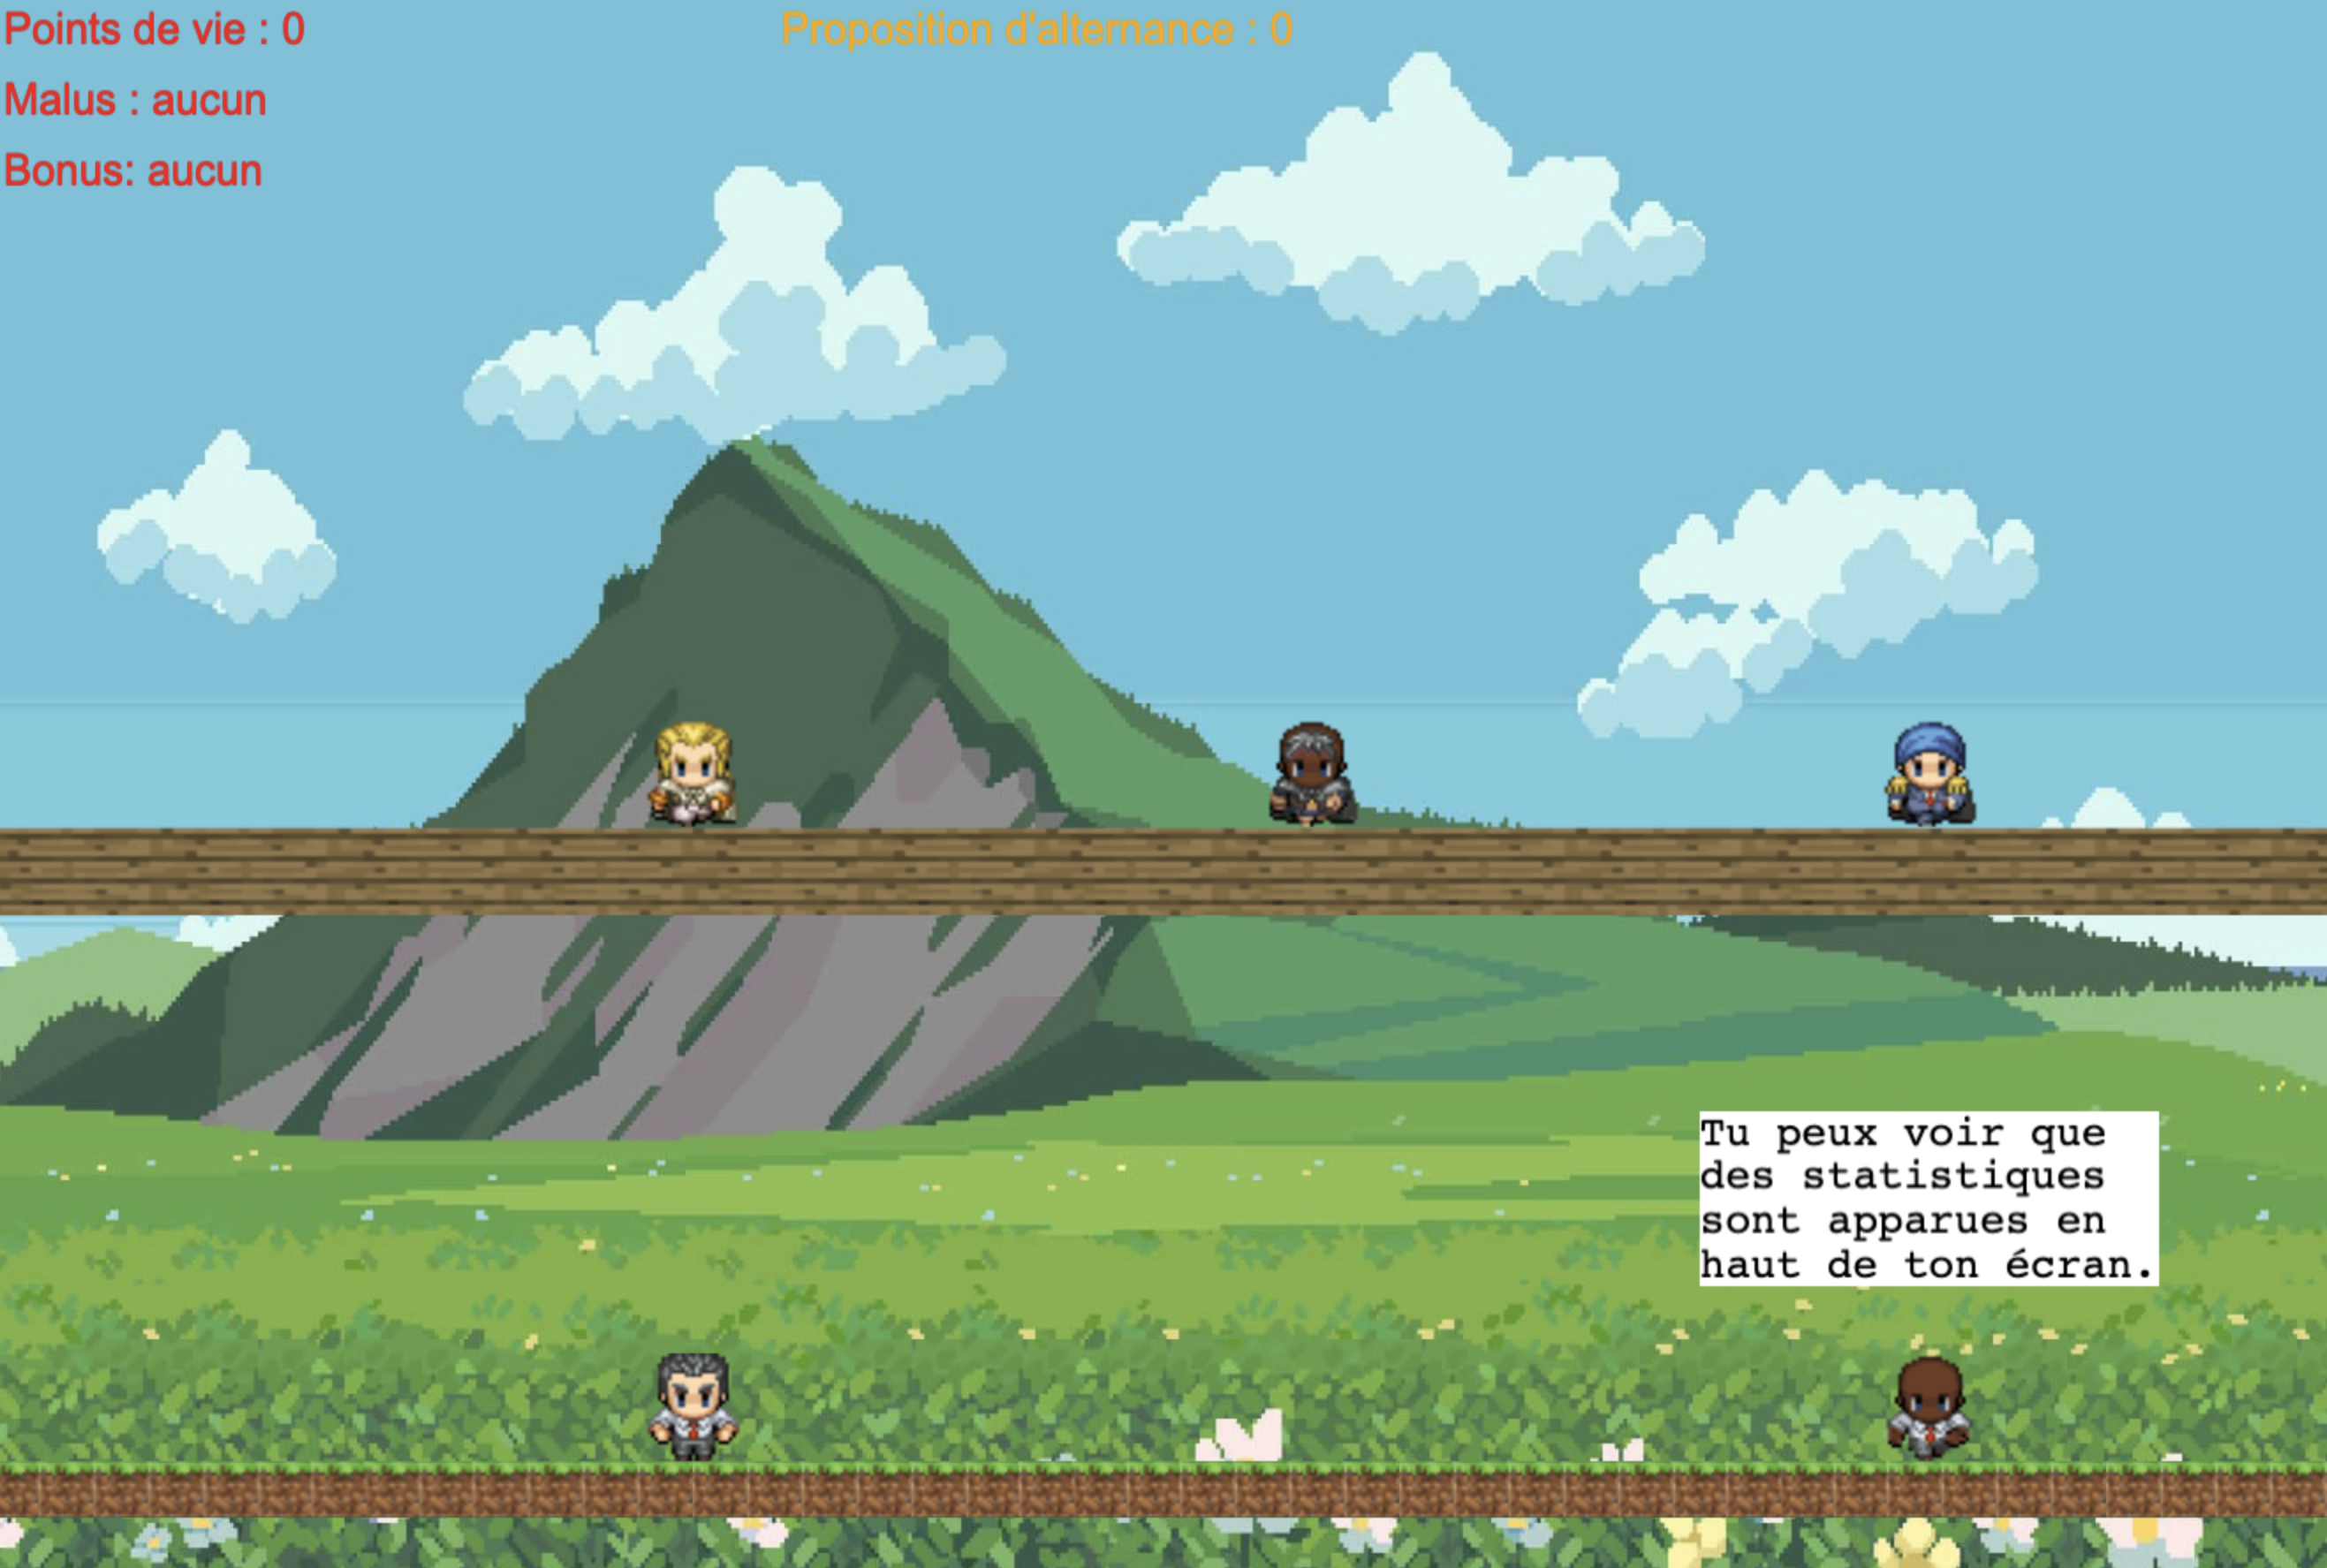 Points de vie : 0
Proposition d'alternance : 0
Malus : aucun
Bonus: aucun
Tu peux voir que
des statistiques
sont apparues en
haut de ton écran.